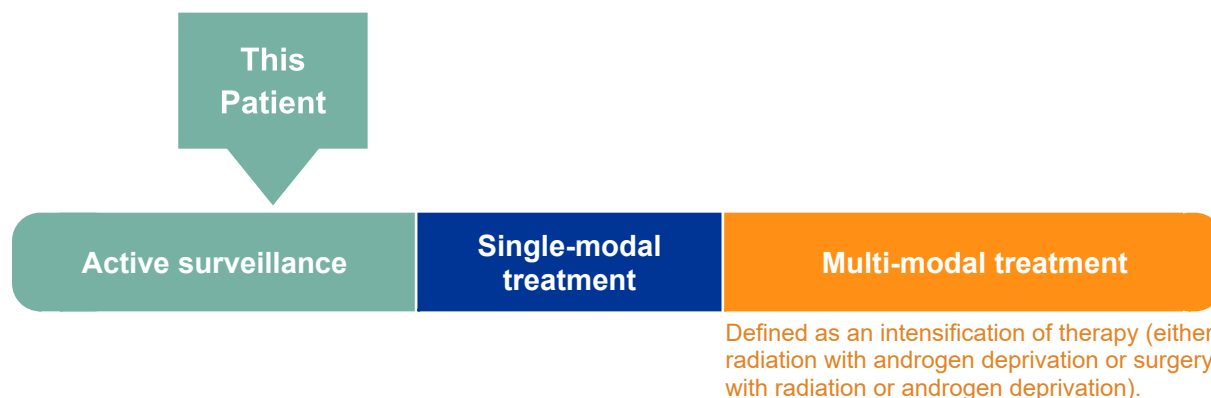 This
Patient
Active surveillance
Single-modal
treatment
Multi-modal treatment
Defined as an intensification of therapy (either
radiation with androgen deprivation or surgery
with radiation or androgen deprivation).